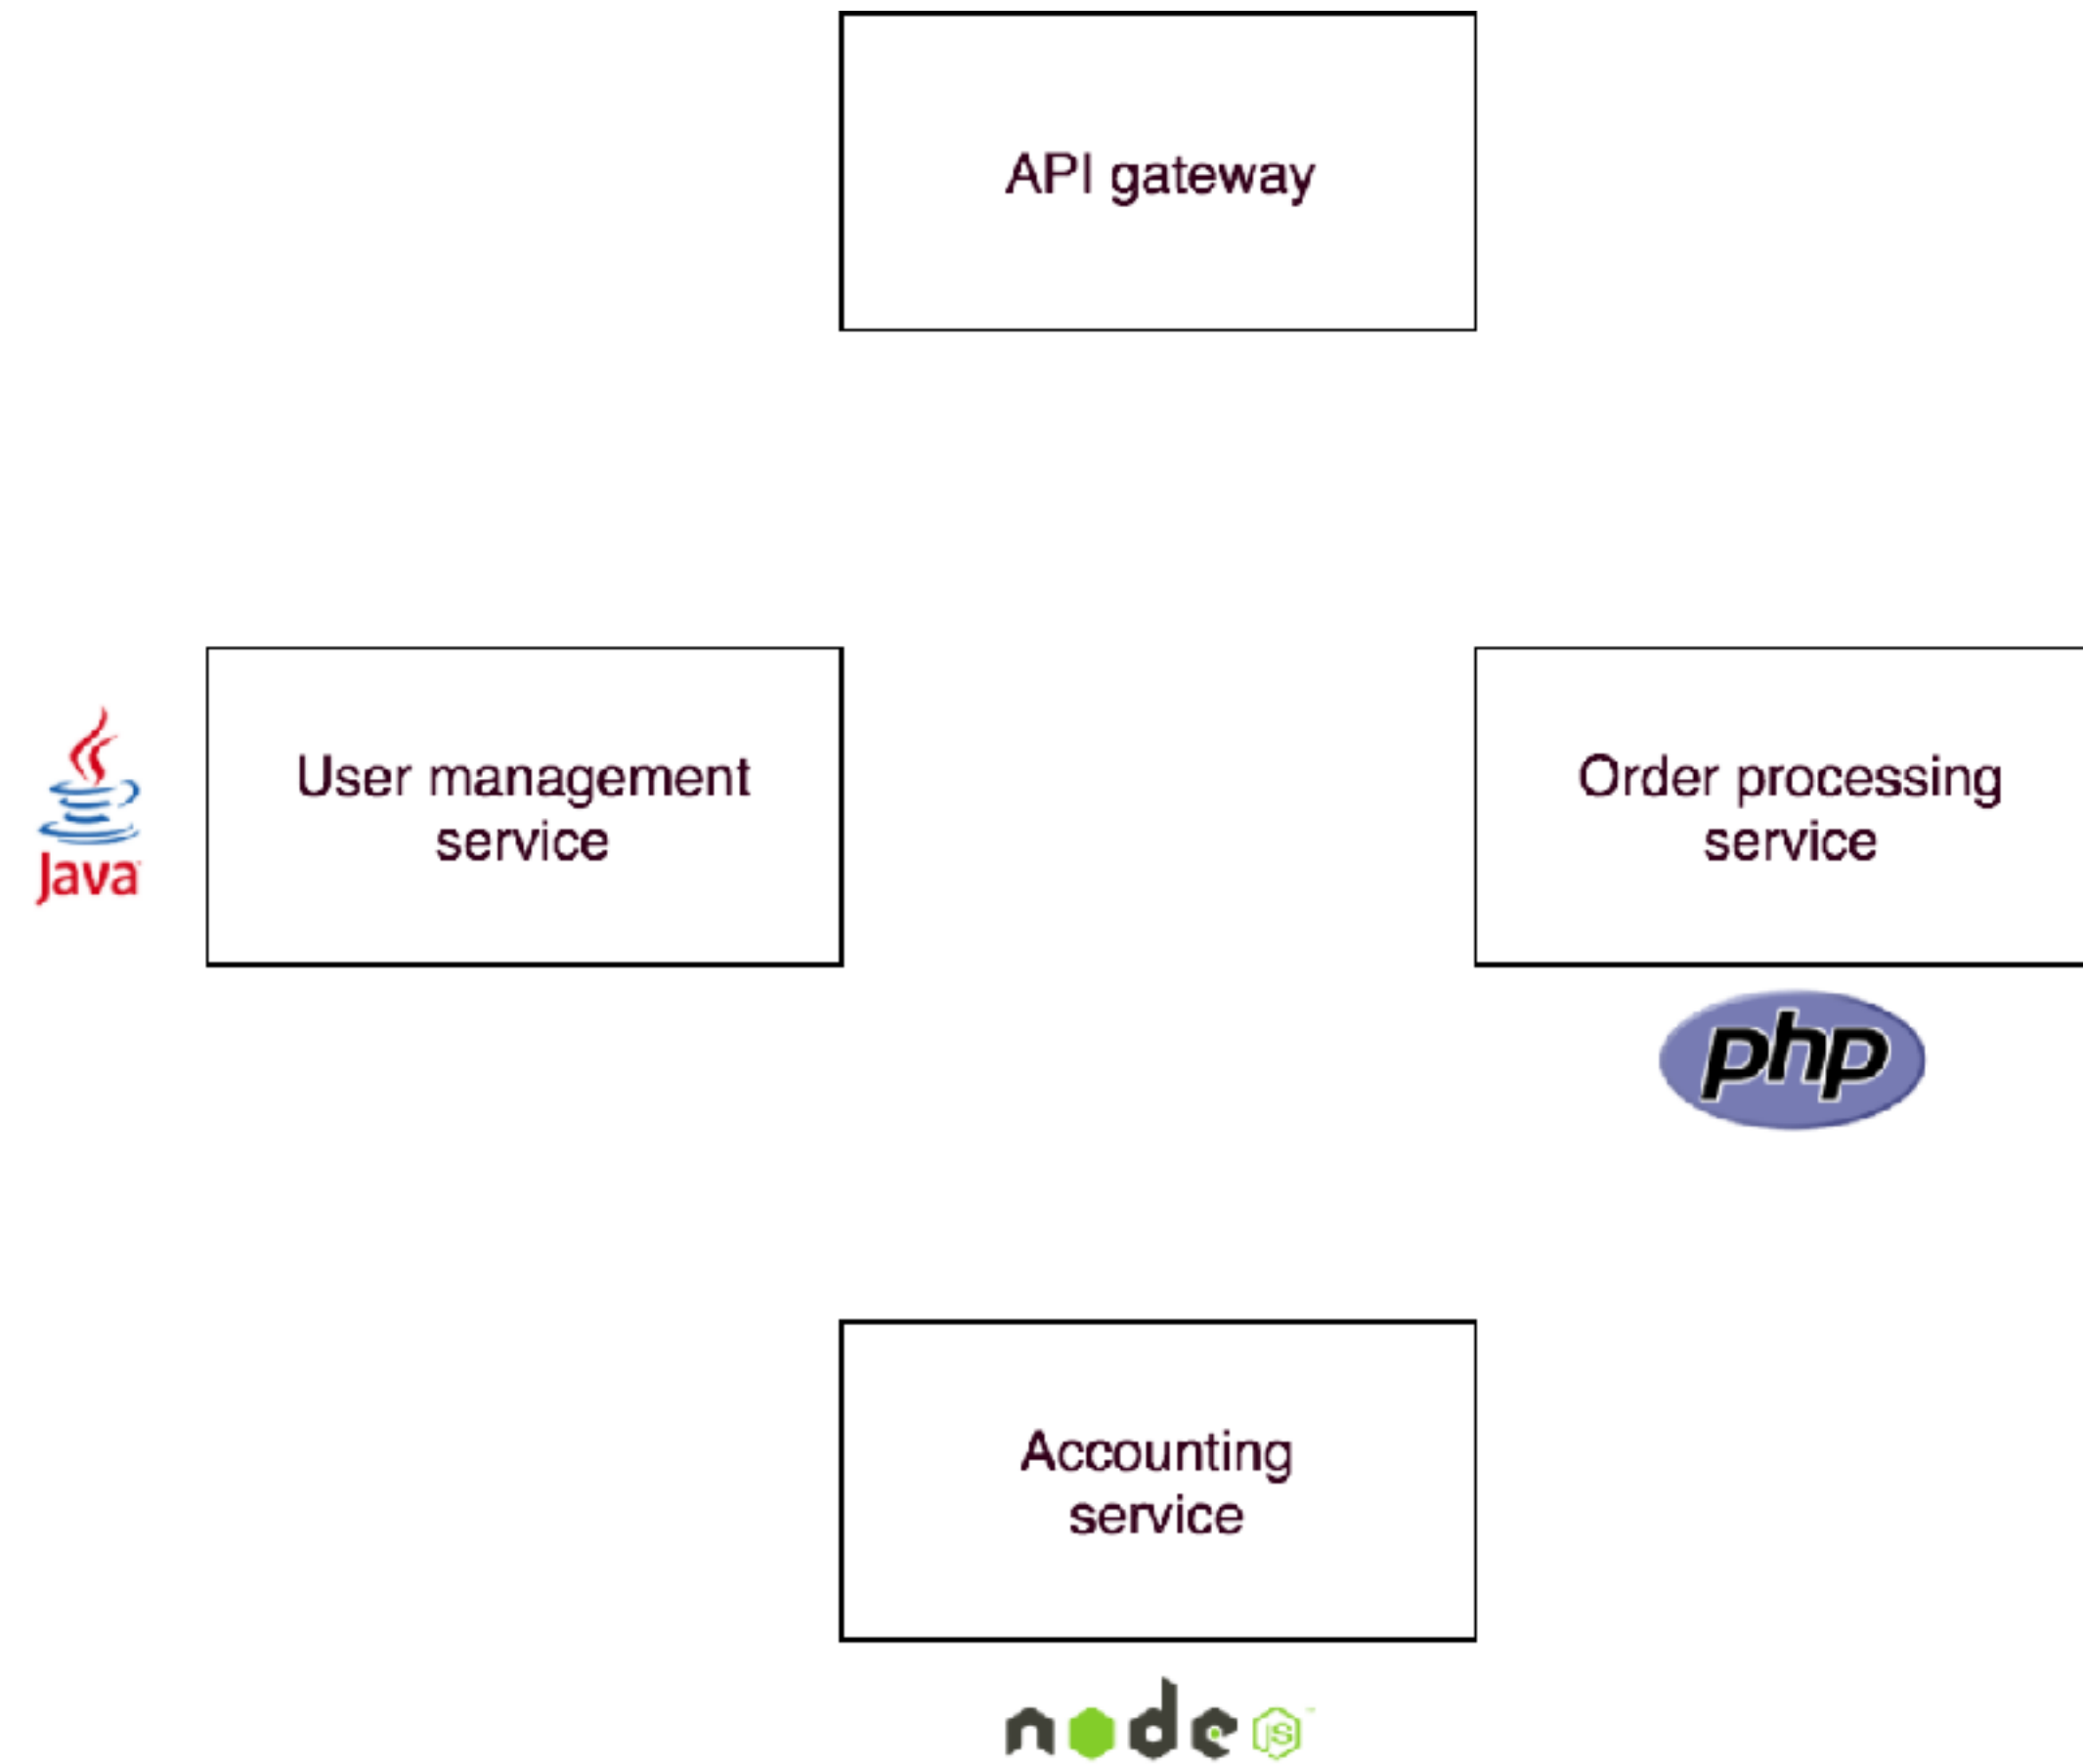 API gateway
User management
service
Java
Order processing
service
php
Accounting
service
node
JS